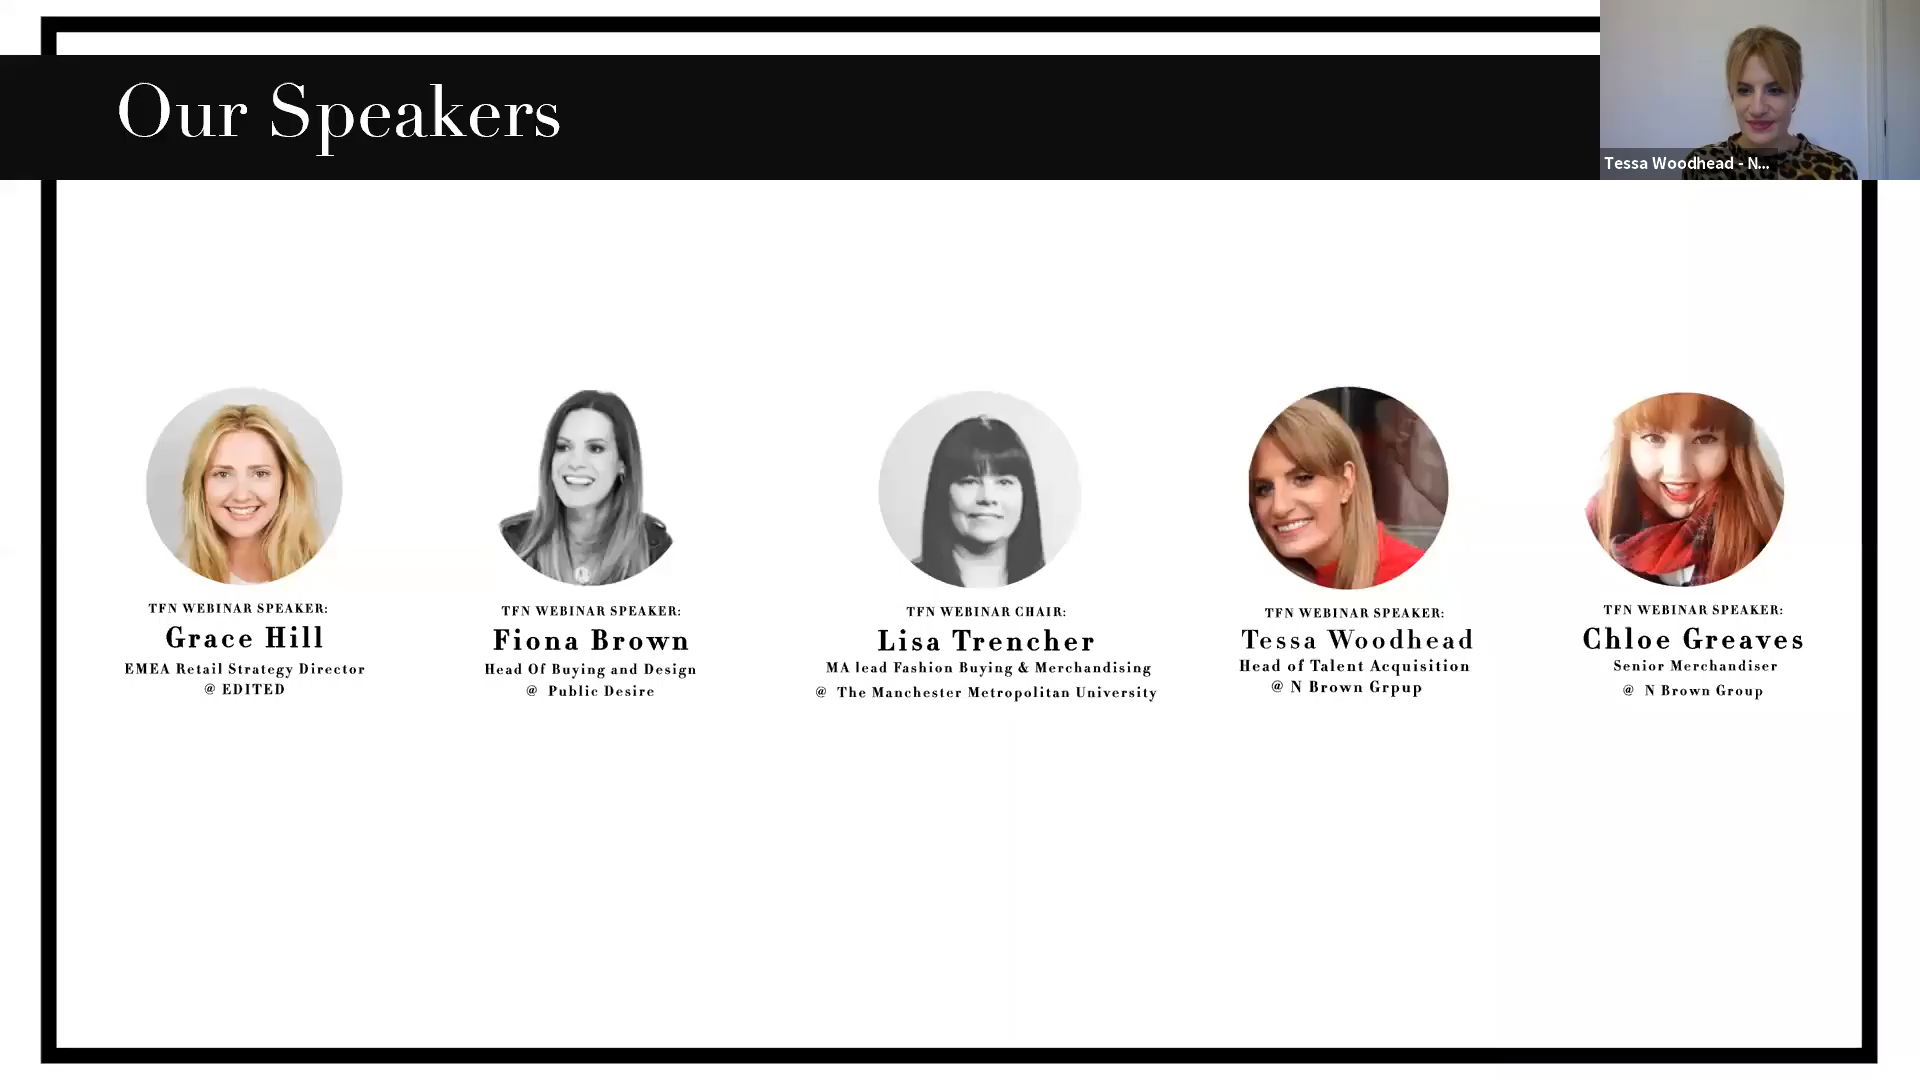 Our Speakers
Tessa Woodhead - N...
TFN WEBINAR SPEAKER:
Grace Hill
EMEA Retail Strategy Director
@ EDITED
TFN WEBINAR SPEAKER:
Fiona Brown
Head Of Buying and Design
@ Public Desire
TFN WEBINAR CHAIR:
Lisa Trencher
MA lead Fashion Buying & Merchandising
@ The Manchester Metropolitan University
TFN WEBINAR SPEAKER:
Tessa Woodhead
Head of Talent Acquisition
@ N Brown Grpup
TFN WEBINAR SPEAKER:
Chloe Greaves
Senior Merchandiser
@ N Brown Group